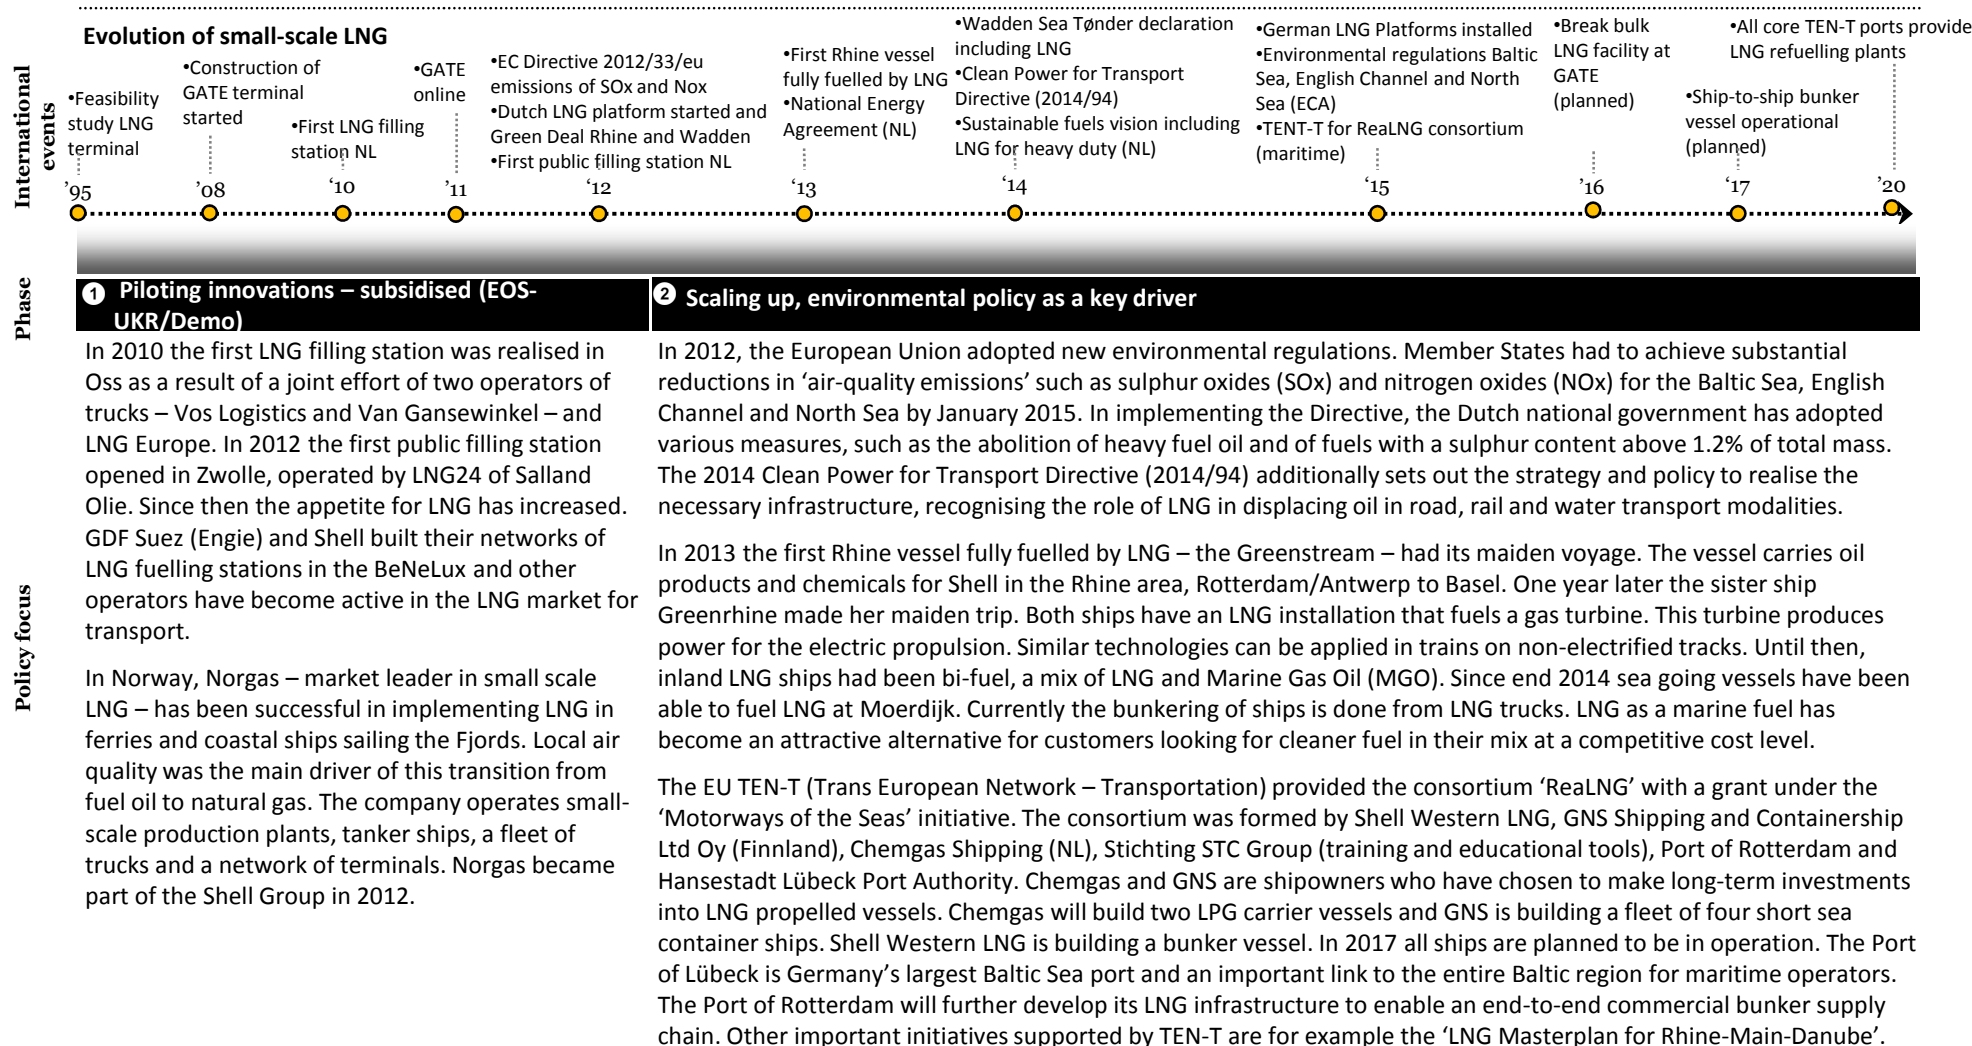 Evolution of small-scale LNG
International
events
•Feasibility
study LNG
terminal
•Construction of
GATE terminal
started
•First LNG filling
station NL
•GATE
online
•EC Directive 2012/33/eu
emissions of SOx and Nox
•Dutch LNG platform started and
Green Deal Rhine and Wadden
•First public filling station NL
•First Rhine vessel
fully fuelled by LNG
•National Energy
Agreement (NL)
•Wadden Sea Tønder declaration
including LNG
•Clean Power for Transport
Directive (2014/94)
•Sustainable fuels vision including
LNG for heavy duty (NL)
•German LNG Platforms installed
•Environmental regulations Baltic
Sea, English Channel and North
Sea (ECA)
•TENT-T for ReaLNG consortium
(maritime)
•Break bulk
LNG facility at
GATE
(planned)
•Ship-to-ship bunker
vessel operational
(planned)
•All core TEN-T ports provide
LNG refuelling plants
’95 ’08 ‘10 ’11 ‘12 ‘13 ‘14 ‘15 ‘16 ‘17 ‘20
Phase
1 Piloting innovations – subsidised (EOS-
UKR/Demo)
2 Scaling up, environmental policy as a key driver
Policy focus
In 2010 the first LNG filling station was realised in
Oss as a result of a joint effort of two operators of
trucks – Vos Logistics and Van Gansewinkel – and
LNG Europe. In 2012 the first public filling station
opened in Zwolle, operated by LNG24 of Salland
Olie. Since then the appetite for LNG has increased.
GDF Suez (Engie) and Shell built their networks of
LNG fuelling stations in the BeNeLux and other
operators have become active in the LNG market for
transport.
In Norway, Norgas – market leader in small scale
LNG – has been successful in implementing LNG in
ferries and coastal ships sailing the Fjords. Local air
quality was the main driver of this transition from
fuel oil to natural gas. The company operates small-
scale production plants, tanker ships, a fleet of
trucks and a network of terminals. Norgas became
part of the Shell Group in 2012.
In 2012, the European Union adopted new environmental regulations. Member States had to achieve substantial
reductions in ‘air-quality emissions’ such as sulphur oxides (SOx) and nitrogen oxides (NOx) for the Baltic Sea, English
Channel and North Sea by January 2015. In implementing the Directive, the Dutch national government has adopted
various measures, such as the abolition of heavy fuel oil and of fuels with a sulphur content above 1.2% of total mass.
The 2014 Clean Power for Transport Directive (2014/94) additionally sets out the strategy and policy to realise the
necessary infrastructure, recognising the role of LNG in displacing oil in road, rail and water transport modalities.
In 2013 the first Rhine vessel fully fuelled by LNG – the Greenstream – had its maiden voyage. The vessel carries oil
products and chemicals for Shell in the Rhine area, Rotterdam/Antwerp to Basel. One year later the sister ship
Greenrhine made her maiden trip. Both ships have an LNG installation that fuels a gas turbine. This turbine produces
power for the electric propulsion. Similar technologies can be applied in trains on non-electrified tracks. Until then,
inland LNG ships had been bi-fuel, a mix of LNG and Marine Gas Oil (MGO). Since end 2014 sea going vessels have been
able to fuel LNG at Moerdijk. Currently the bunkering of ships is done from LNG trucks. LNG as a marine fuel has
become an attractive alternative for customers looking for cleaner fuel in their mix at a competitive cost level.
The EU TEN-T (Trans European Network – Transportation) provided the consortium ‘ReaLNG’ with a grant under the
‘Motorways of the Seas’ initiative. The consortium was formed by Shell Western LNG, GNS Shipping and Containership
Ltd Oy (Finnland), Chemgas Shipping (NL), Stichting STC Group (training and educational tools), Port of Rotterdam and
Hansestadt Lübeck Port Authority. Chemgas and GNS are shipowners who have chosen to make long-term investments
into LNG propelled vessels. Chemgas will build two LPG carrier vessels and GNS is building a fleet of four short sea
container ships. Shell Western LNG is building a bunker vessel. In 2017 all ships are planned to be in operation. The Port
of Lübeck is Germany’s largest Baltic Sea port and an important link to the entire Baltic region for maritime operators.
The Port of Rotterdam will further develop its LNG infrastructure to enable an end-to-end commercial bunker supply
chain. Other important initiatives supported by TEN-T are for example the ‘LNG Masterplan for Rhine-Main-Danube’.